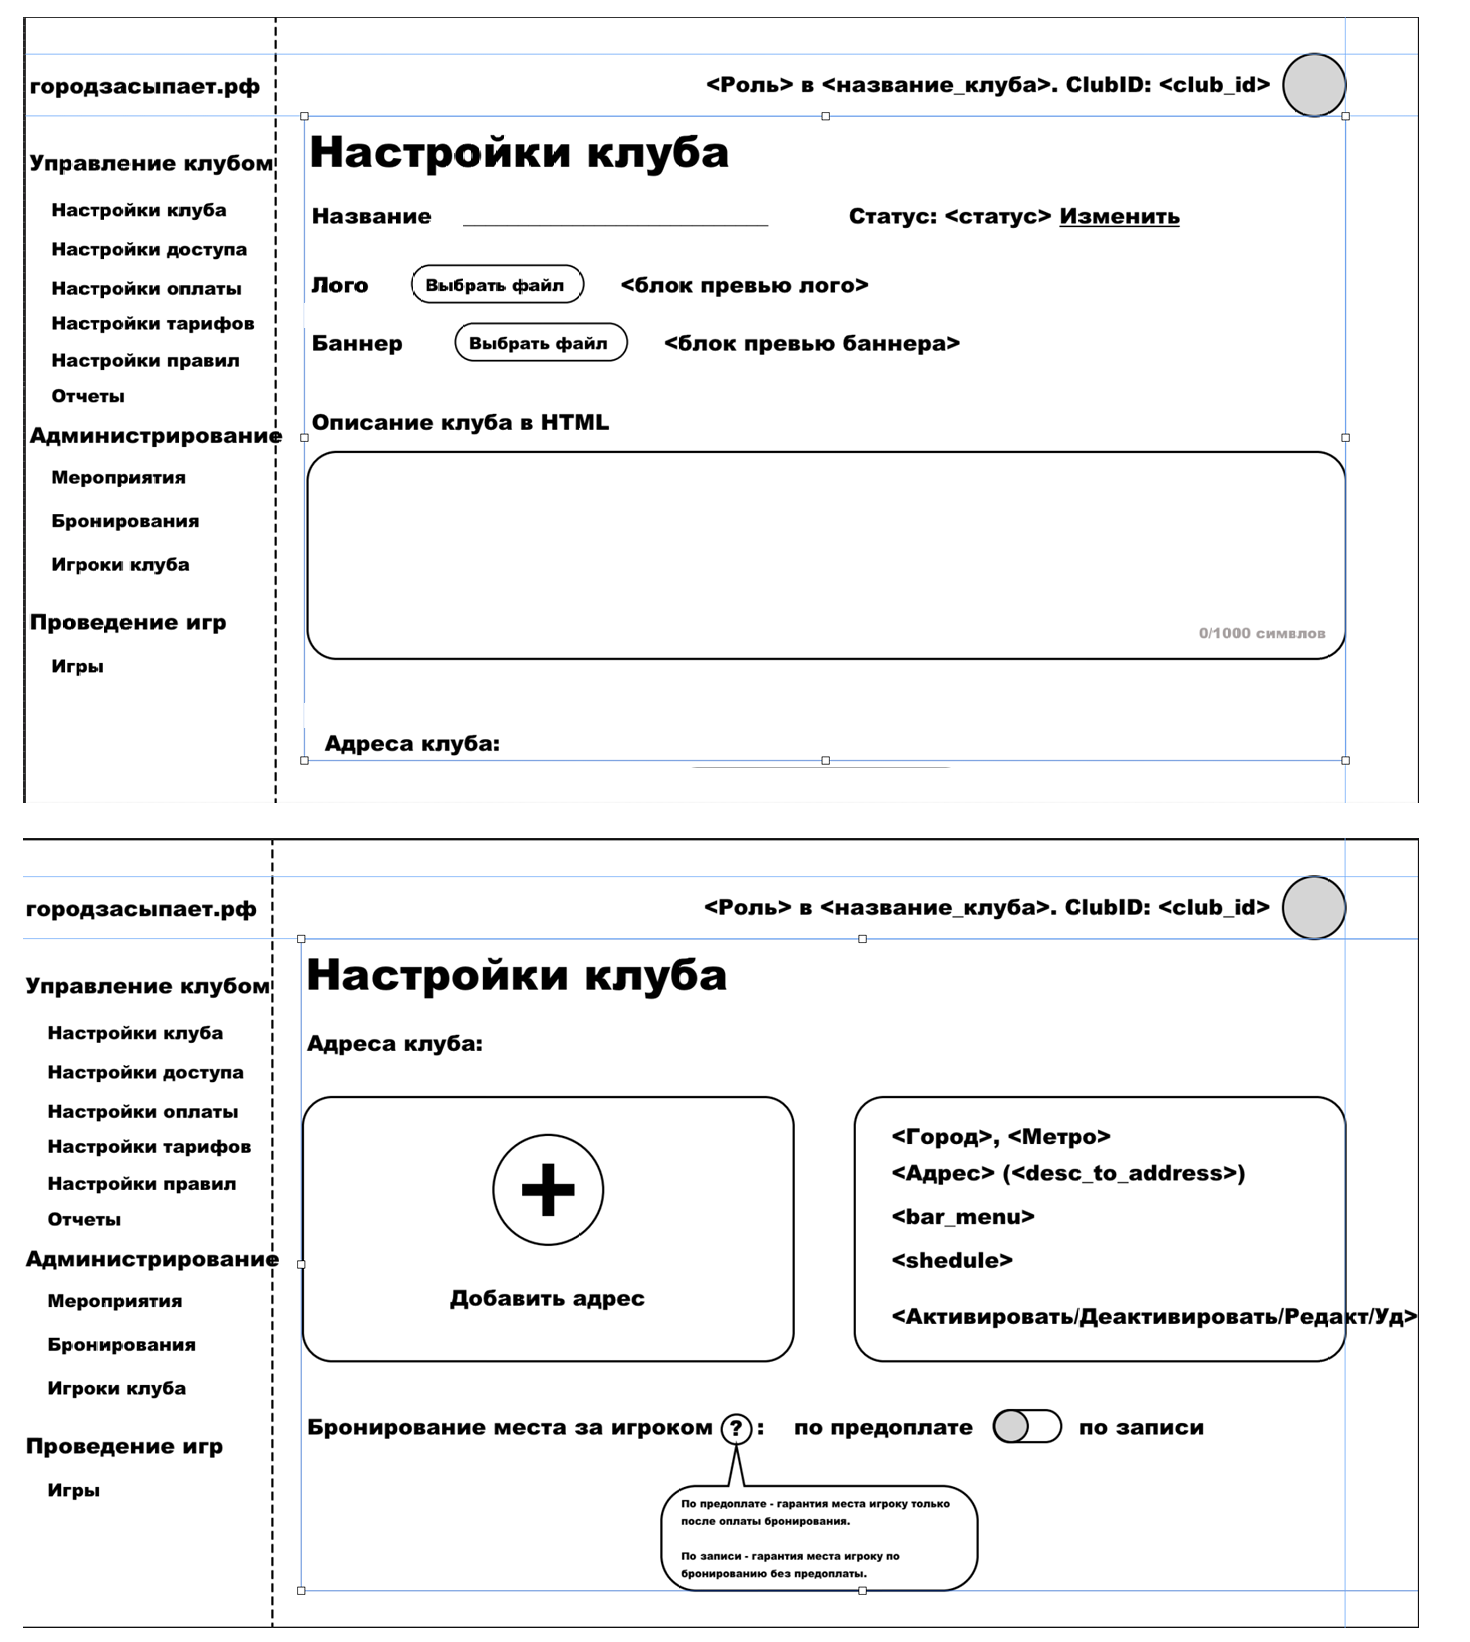 городзасыпает.рф
<Роль> в <название_клуба>. ClubID: <club_id>
Управление клубом
Настройки клуба
Настройки доступа
Настройки оплаты
Настройки тарифов
Настройки правил
Отчеты
Администрирование
Мероприятия
Бронирования
Игроки клуба
Проведение игр
Игры
Настройки клуба
Название
Статус: <статус> Изменить
Лого
Выбрать файл
<блок превью лого>
Баннер
Выбрать файл
<блок превью баннера>
Описание клуба в HTML
0/1000 симвлов
Адреса клуба:
городзасыпает.рф
<Роль> в <название_клуба>. ClubID: <club_id>
Управление клубом
Настройки клуба
Настройки доступа
Настройки оплаты
Настройки тарифов
Настройки правил
Отчеты
Администрирование
Мероприятия
Бронирования
Игроки клуба
Проведение игр
Игры
Настройки клуба
Адреса клуба:
Добавить адрес
<Город>, <Метро>
<Адрес> (<desc_to_address>)
<bar_menu>
<shedule>
<Активировать/Деактивировать/Редакт/Уд>
Бронирование места за игроком ? : по предоплате по записи
По предоплате - гарантия места игроку только
после оплаты бронирования.
По записи - гарантия места игроку по
бронированию без предоплаты.